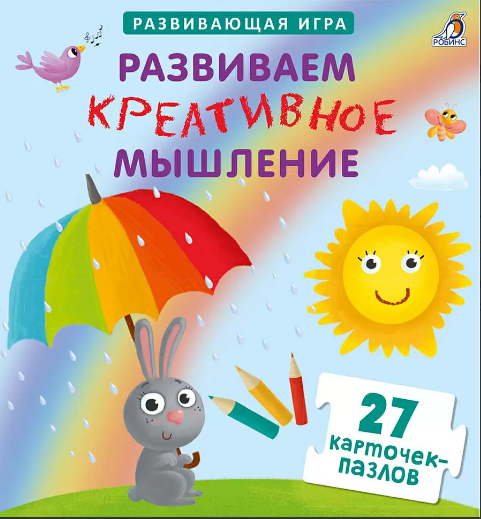 РАЗВИВАЮЩАЯ ИГРА
РОБИНС
РАЗВИВАЕМ
КРЕАТИВНОЕ
МЫШЛЕНИЕ
27
карточек-
пазлов